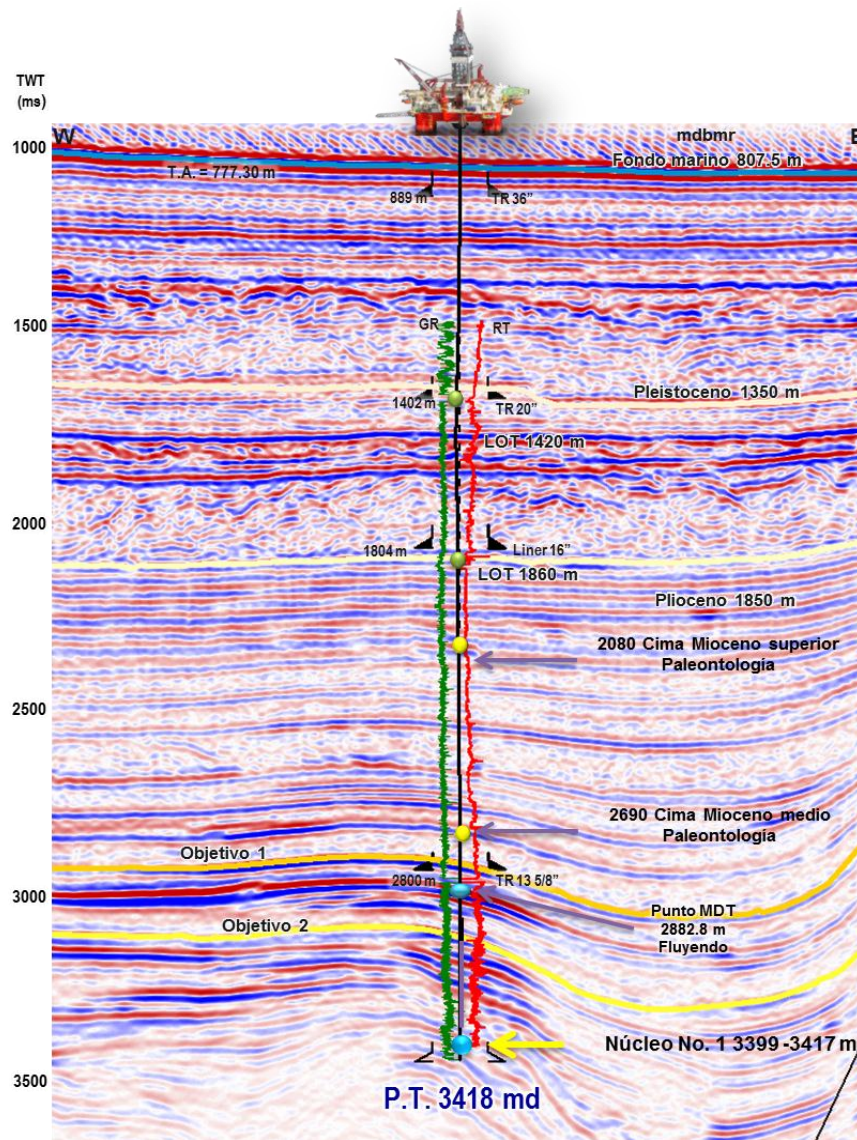 TWT
(ms)
W
mdbmr
E
1000
Fondo marino 807.5 m
T.A. = 777.30 m
889 m
TR 36”
1500
GR
RT
Pleistoceno 1350 m
1402 m
TR 20”
LOT 1420 m
2000
1804 m
Liner 16”
LOT 1860 m
Plioceno 1850 m
2080 Cima Mioceno superior
Paleontología
2500
2690 Cima Mioceno medio
Paleontología
Objetivo 1
2800 m
TR 13 5/8”
3000
Punto MDT
2882.8 m
Fluyendo
Objetivo 2
Núcleo No. 1 3399 -3417 m
3500
P.T. 3418 md